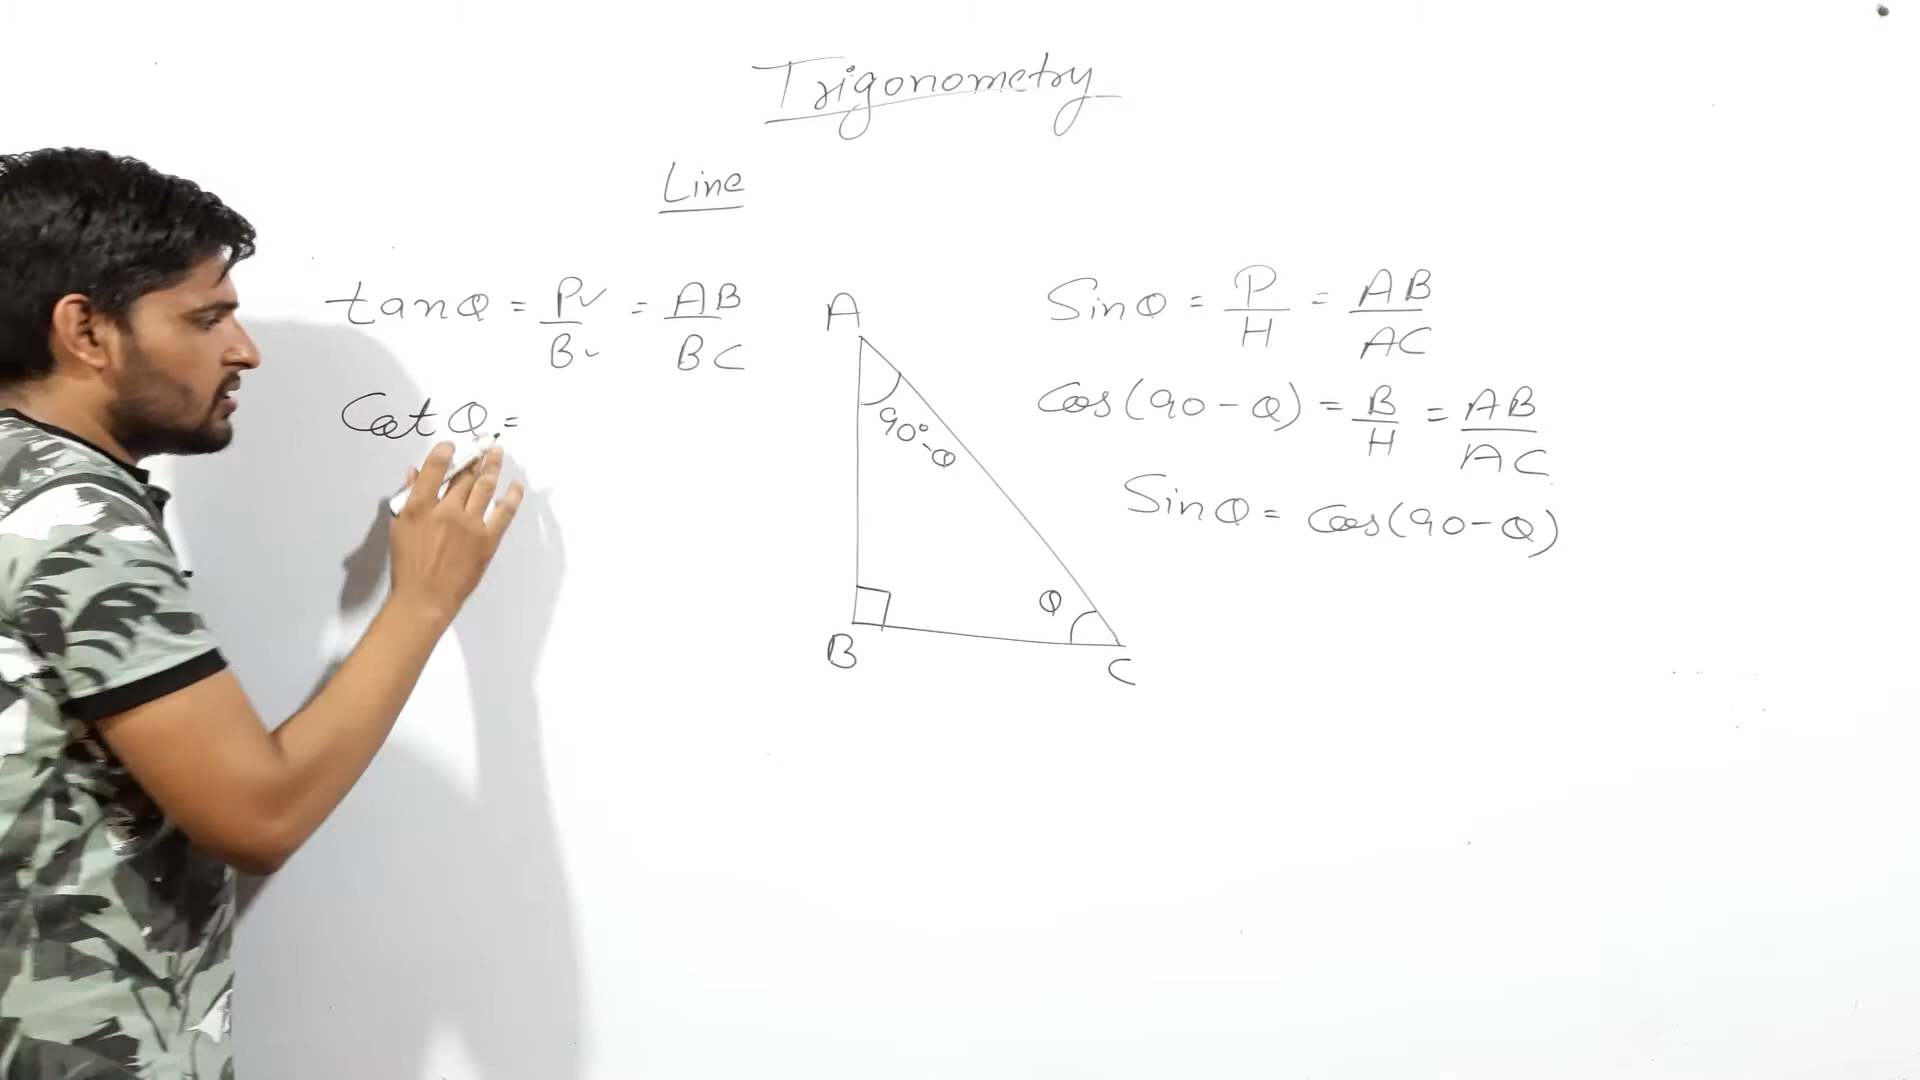 Trigonometry
Line
tanθ = P/B = AB/BC
Cotθ =
A
90°-θ
B
θ
C
Sinθ = P/H = AB/AC
Cos(90-θ) = B/H = AB/AC
Sinθ = Cos(90-θ)